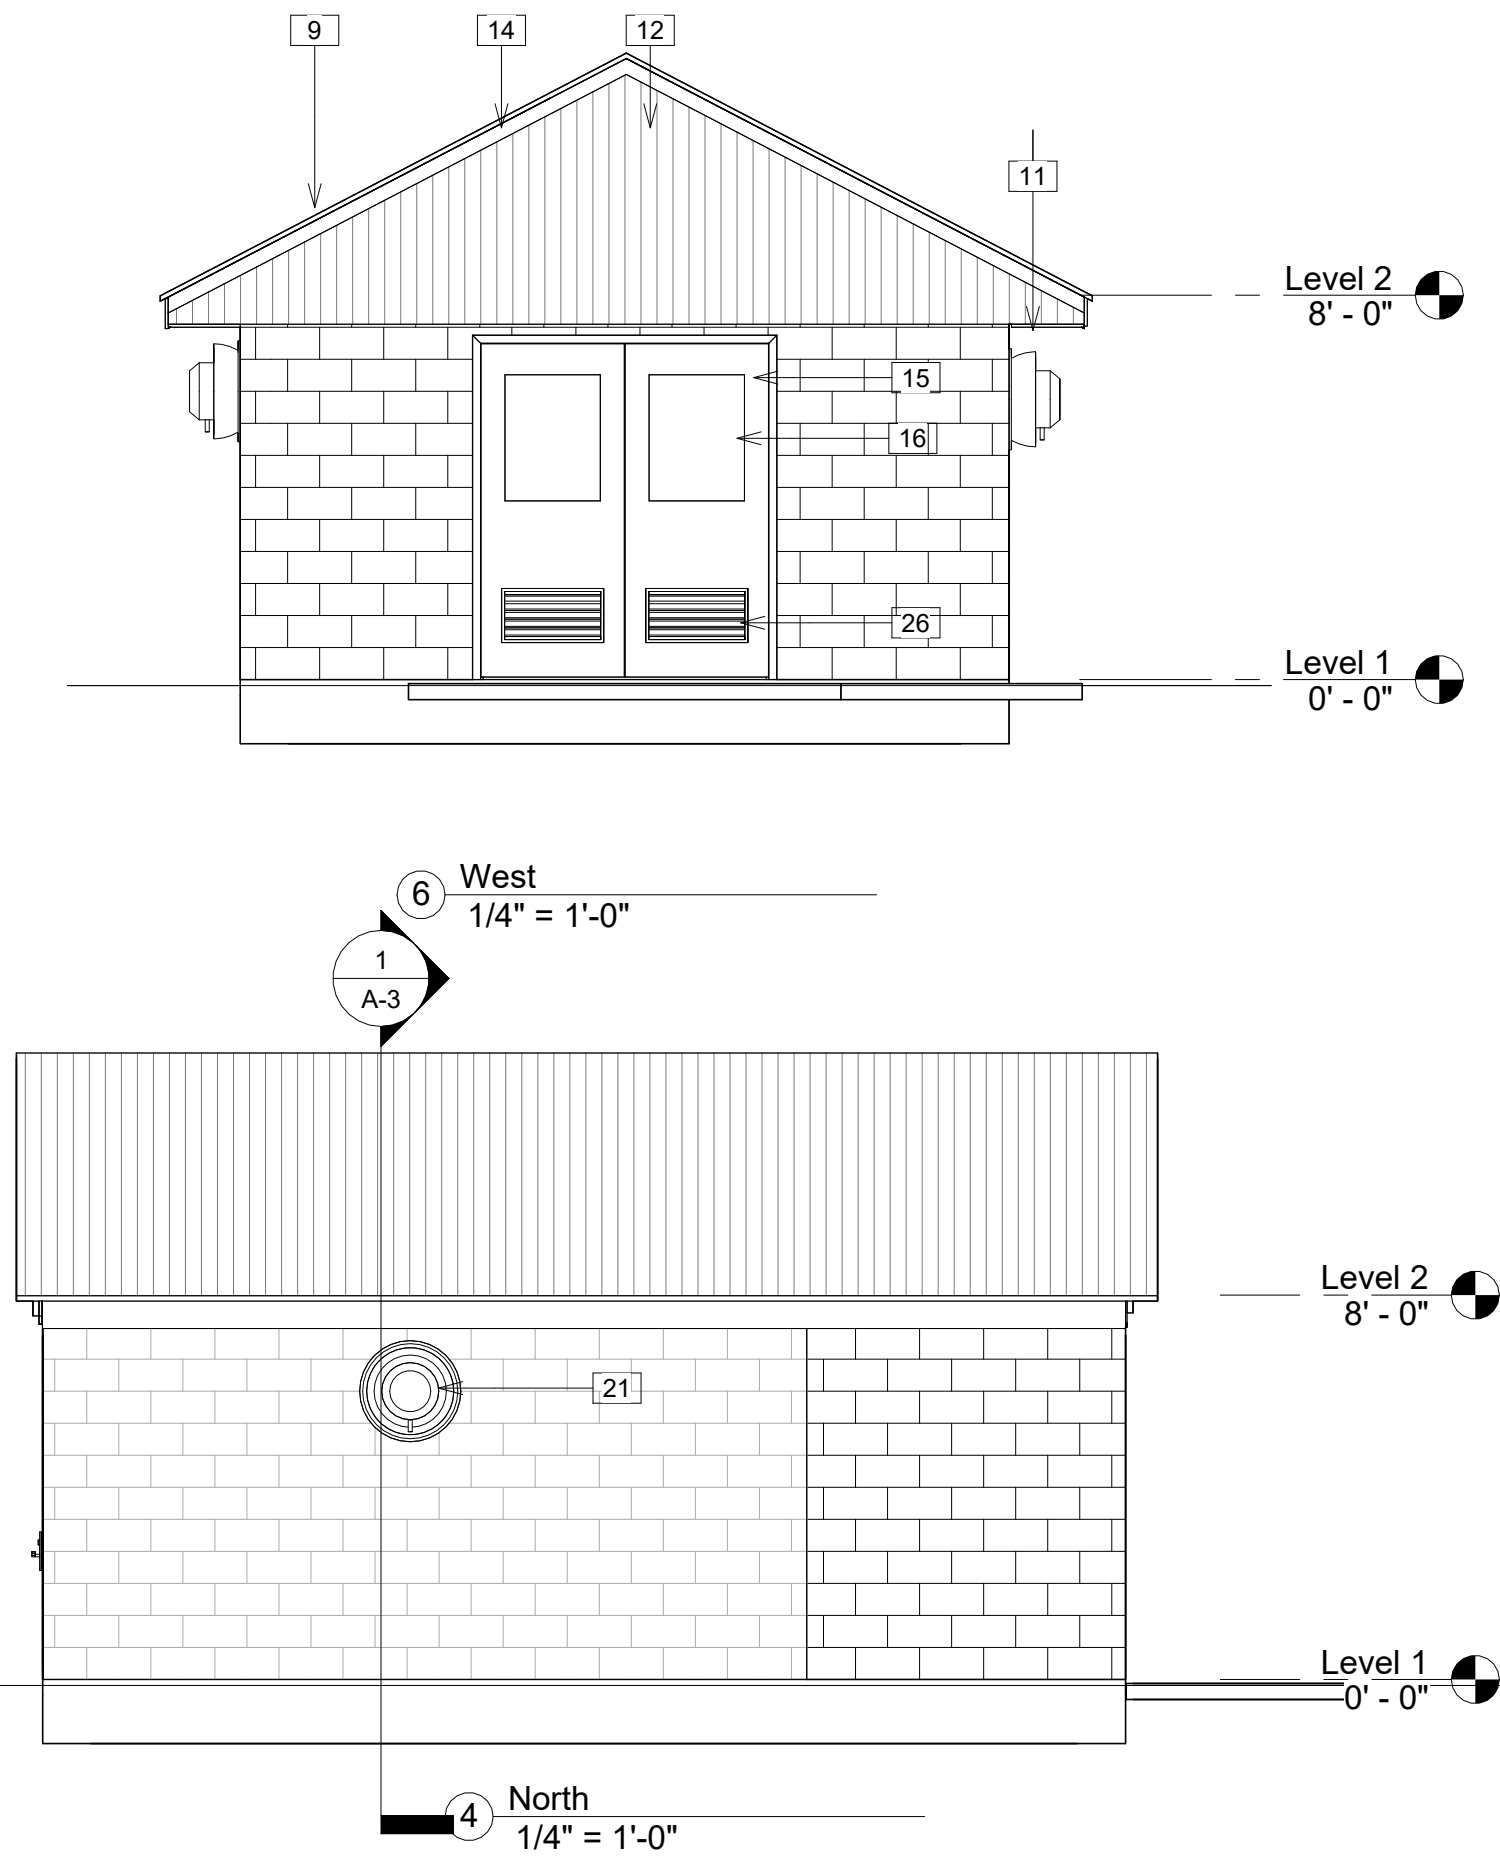 9
14
12
11
Level 2
8' - 0"
15
16
26
Level 1
0' - 0"
6
West
1/4" = 1'-0"
1
A-3
Level 2
8' - 0"
21
Level 1
0' - 0"
4
North
1/4" = 1'-0"